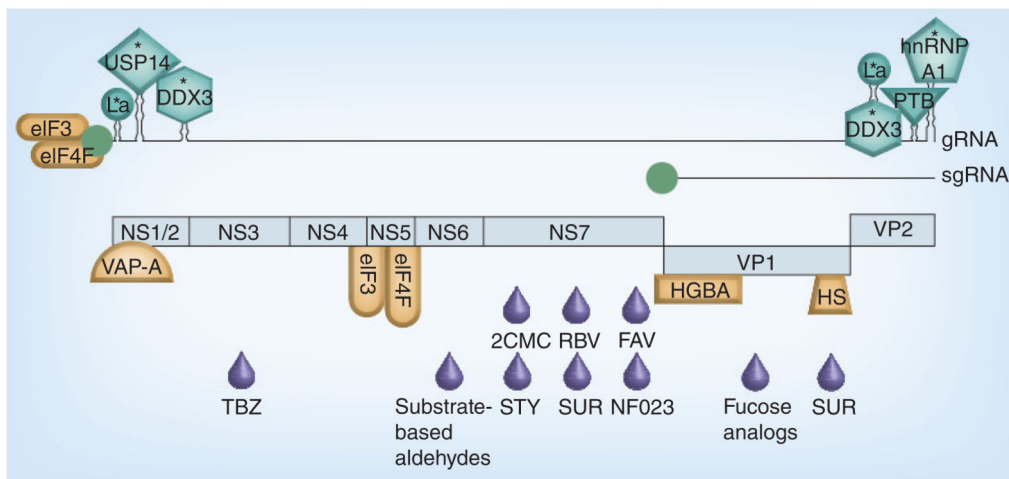 *
USP14
*
DDX3
*
La
eIF3
eIF4F
*
hnRNP
A1
*
La
PTB
*
DDX3
gRNA
sgRNA
NS1/2
NS3
NS4
NS5
NS6
NS7
VP2
VP1
VAP-A
eIF3
eIF4F
HGBA
HS
2CMC
RBV
FAV
TBZ
Substrate-
based
aldehydes
STY
SUR
NF023
Fucose
analogs
SUR